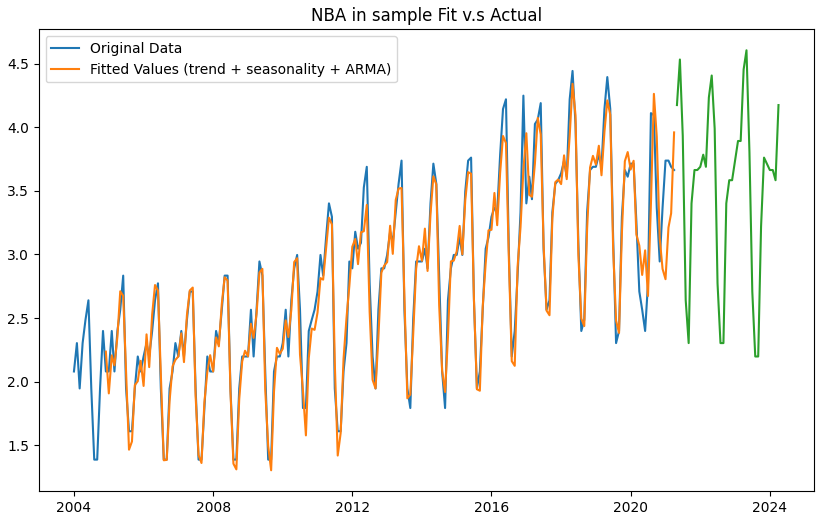 NBA in sample Fit v.s Actual
Original Data
Fitted Values (trend + seasonality + ARMA)
4.5
4.0
3.5
3.0
2.5
2.0
1.5
2004 2008 2012 2016 2020 2024